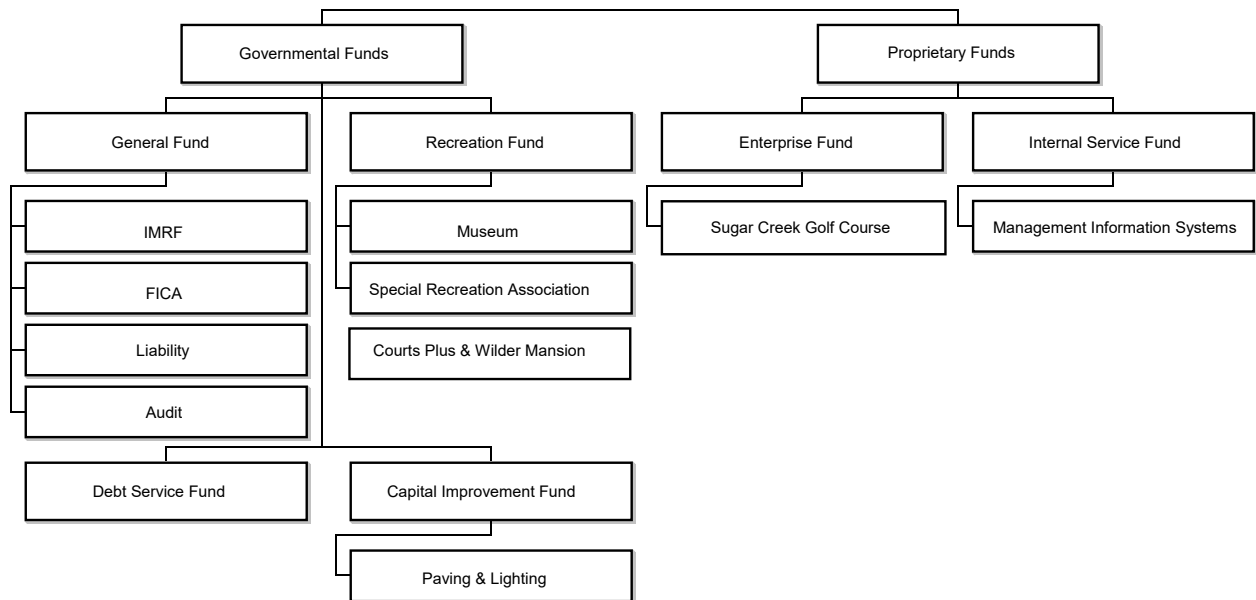 Governmental Funds
Proprietary Funds
General Fund
Recreation Fund
Enterprise Fund
Internal Service Fund
IMRF
Museum
Sugar Creek Golf Course
Management Information Systems
FICA
Special Recreation Association
Liability
Courts Plus & Wilder Mansion
Audit
Debt Service Fund
Capital Improvement Fund
Paving & Lighting